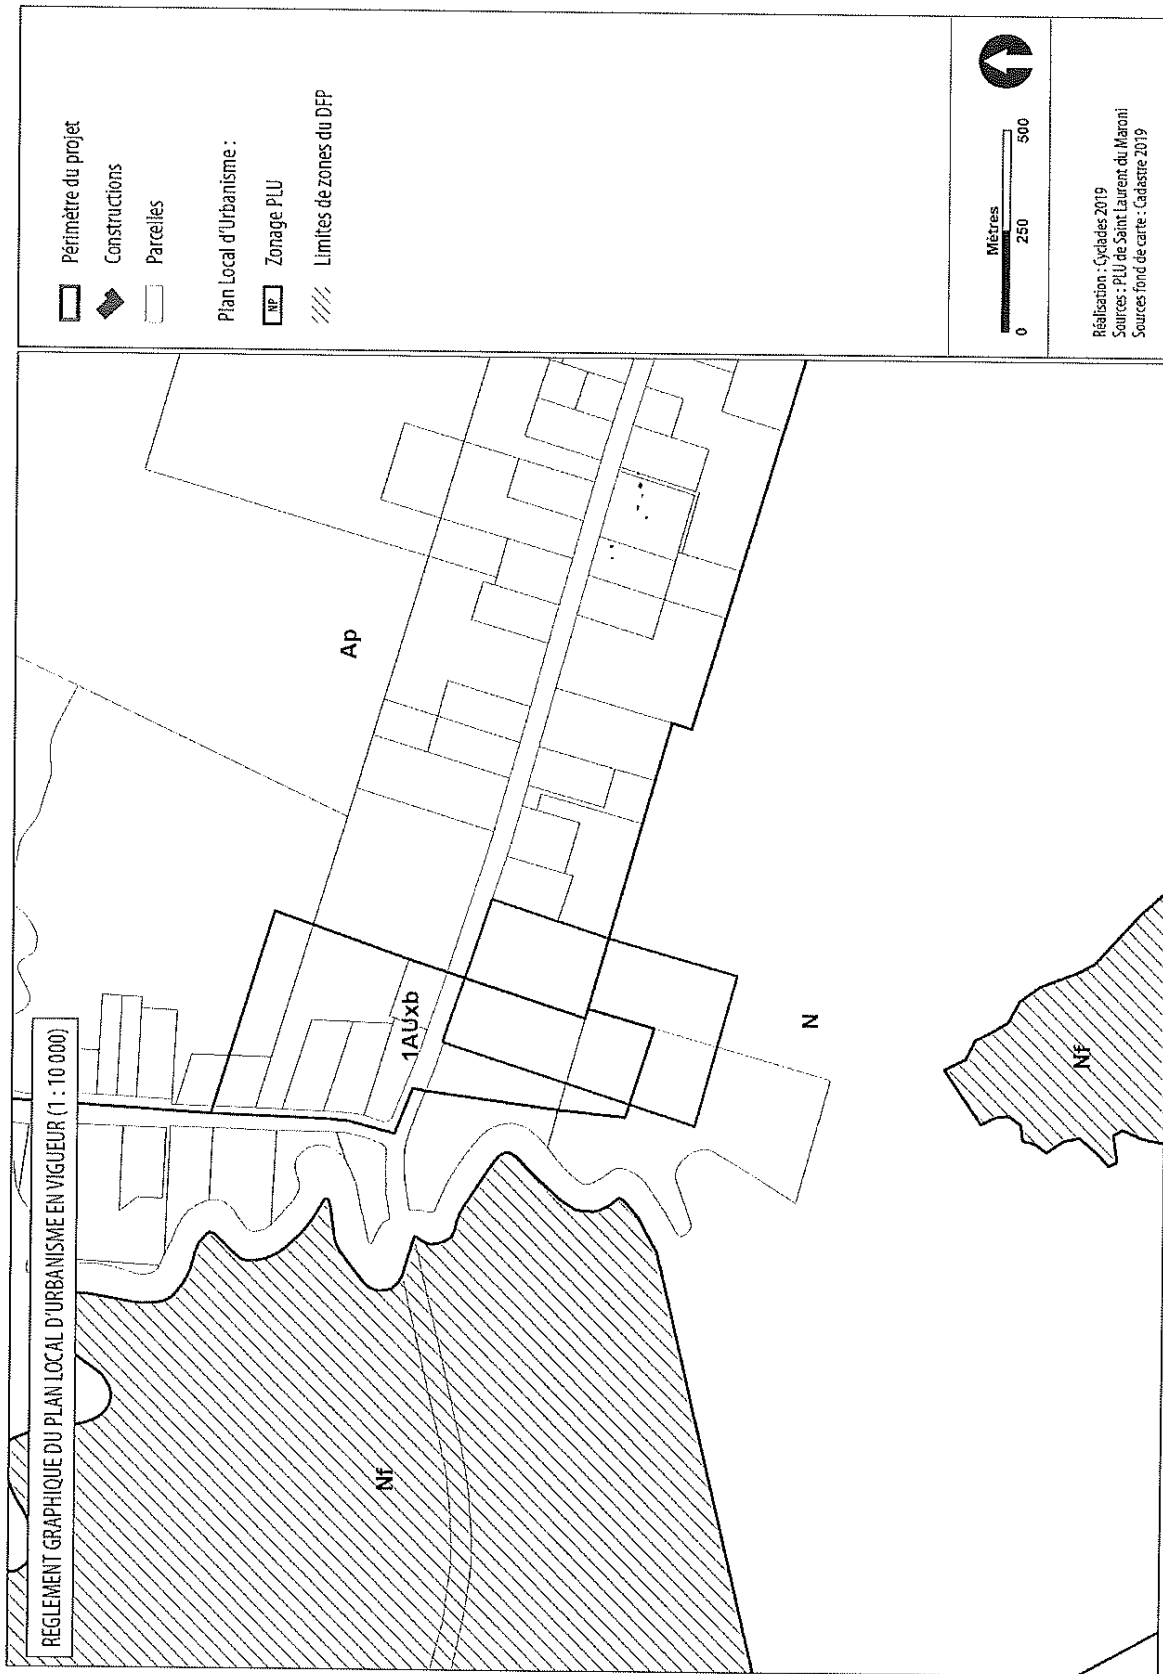 REGLEMENT GRAPHIQUE DU PLAN LOCAL D'URBANISME EN VIGUEUR (1 : 10 000)
Nf
1AUxb
Ap
N
Nf
Périmètre du projet
Constructions
Parcelles
Plan Local d'Urbanisme :
NP
Zonage PLU
Limites de zones du DFP
Mètres
0 250 500
Réalisation : Cyclades 2019
Sources : PLU de Saint Laurent du Maroni
Sources fond de carte : Cadastre 2019